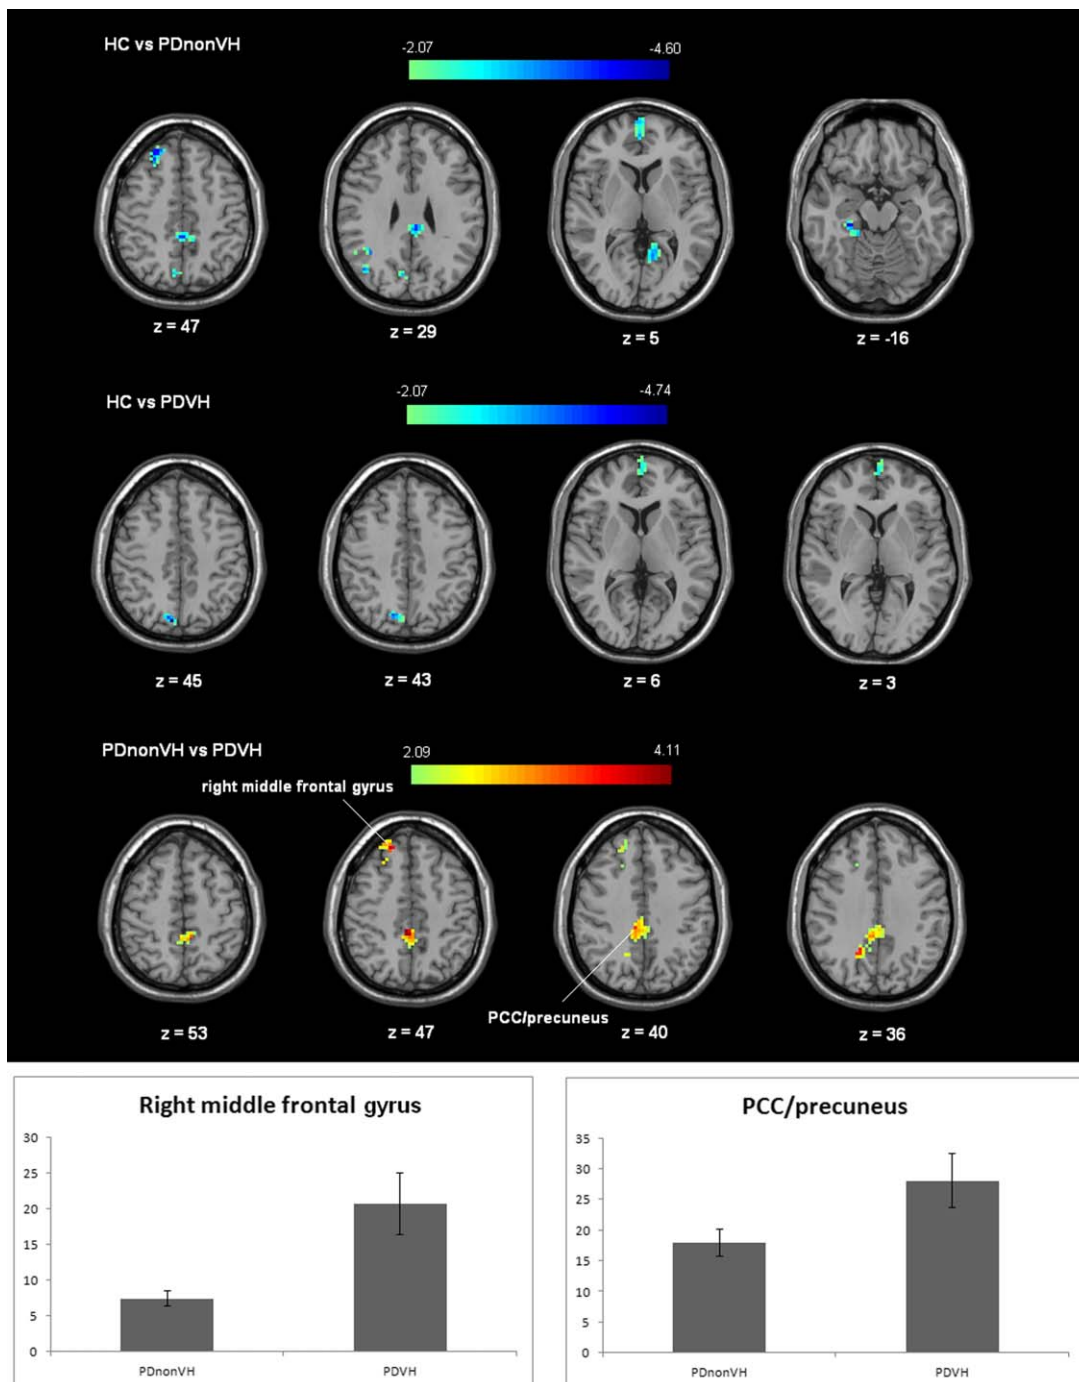 HC vs PDnonVH
-2.07 -4.60
z = 47 z = 29 z = 5 z = -16
HC vs PDVH
-2.07 -4.74
z = 45 z = 43 z = 6 z = 3
PDnonVH vs PDVH
2.09 4.11
right middle frontal gyrus
PCC/precuneus
z = 53 z = 47 z = 40 z = 36
Right middle frontal gyrus
30
25
20
15
10
5
0
PDnonVH PDVH
PCC/precuneus
35
30
25
20
15
10
5
0
PDnonVH PDVH